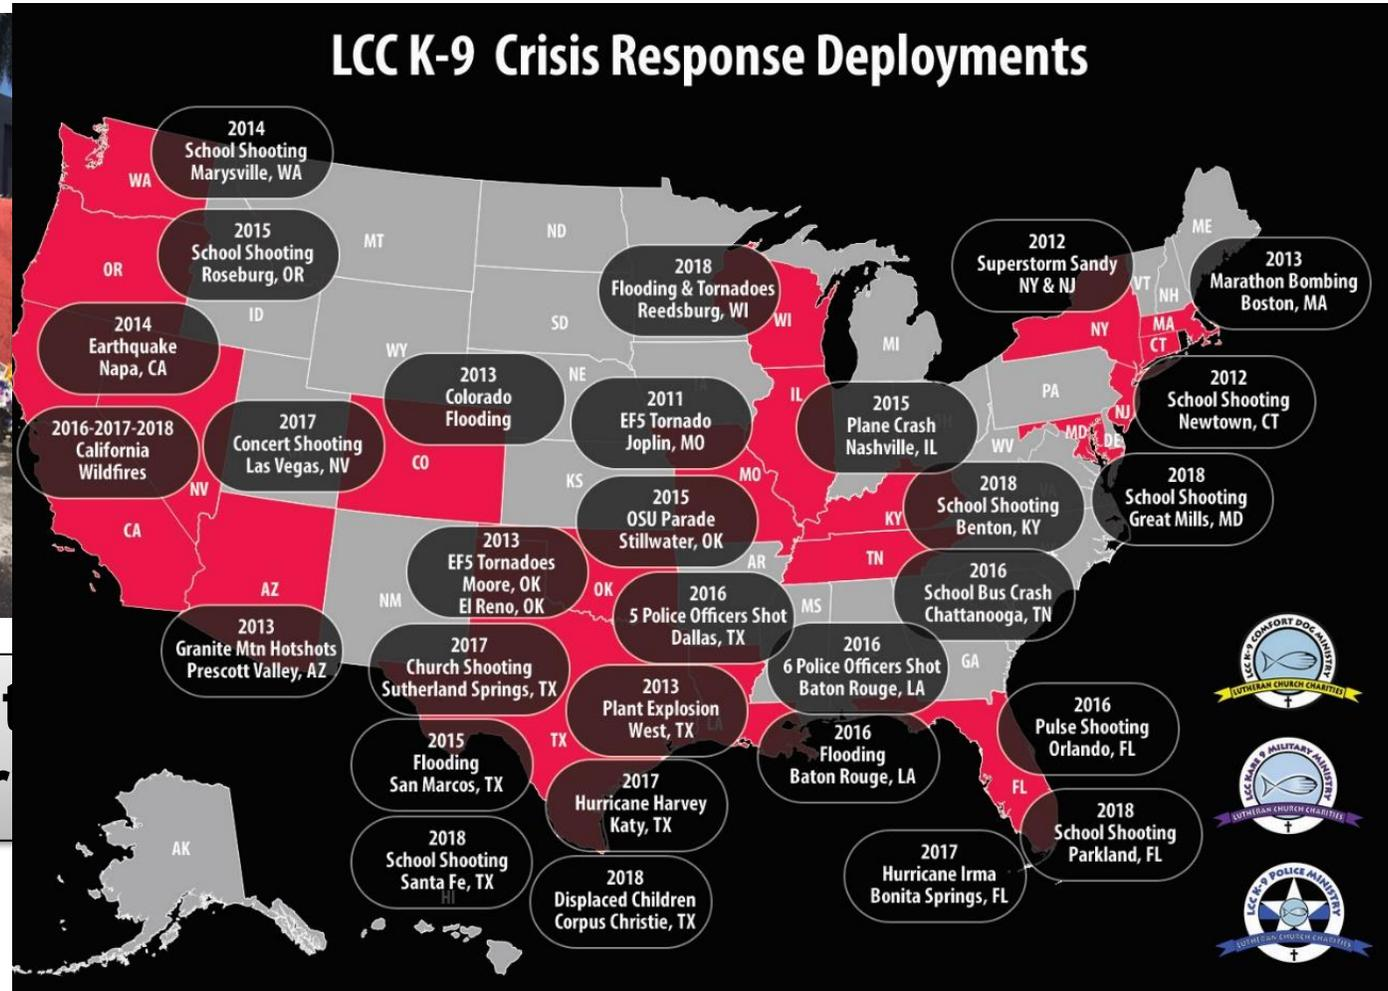 LCC K-9 Crisis Response Deployments
2014
School Shooting
Marysville, WA
WA
2015
School Shooting
Roseburg, OR
OR
MT
ND
ID
SD
WY
NE
2014
Earthquake
Napa, CA
2016-2017-2018
California
Wildfires
2017
Concert Shooting
Las Vegas, NV
NV
CA
2013
Colorado
Flooding
CO
2018
Flooding & Tornadoes
Reedsburg, WI
WI
MI
IA
2011
EF5 Tornado
Joplin, MO
MO
KS
IL
2015
Plane Crash
Nashville, IL
OH
2012
Superstorm Sandy
NY & NJ
ME
VT
NH
NY
MA
CT
2013
Marathon Bombing
Boston, MA
PA
NJ
MD
DE
WV
VA
2012
School Shooting
Newtown, CT
2018
School Shooting
Great Mills, MD
2018
School Shooting
Benton, KY
KY
TN
2016
School Bus Crash
Chattanooga, TN
2015
OSU Parade
Stillwater, OK
2013
EF5 Tornadoes
Moore, OK
El Reno, OK
OK
AR
AZ
NM
2013
Granite Mtn Hotshots
Prescott Valley, AZ
2016
5 Police Officers Shot
Dallas, TX
MS
GA
2017
Church Shooting
Sutherland Springs, TX
2013
Plant Explosion
West, TX
LA
2016
6 Police Officers Shot
Baton Rouge, LA
2016
Flooding
Baton Rouge, LA
TX
2015
Flooding
San Marcos, TX
2017
Hurricane Harvey
Katy, TX
2018
School Shooting
Santa Fe, TX
HI
2018
Displaced Children
Corpus Christie, TX
AK
2016
Pulse Shooting
Orlando, FL
FL
2018
School Shooting
Parkland, FL
2017
Hurricane Irma
Bonita Springs, FL
LCC K-9 COMFORT DOG MINISTRY
LUTHERAN CHURCH CHARITIES
LCC KARE 9 MILITARY MINISTRY
LUTHERAN CHURCH CHARITIES
LCC K-9 POLICE MINISTRY
LUTHERAN CHURCH CHARITIES